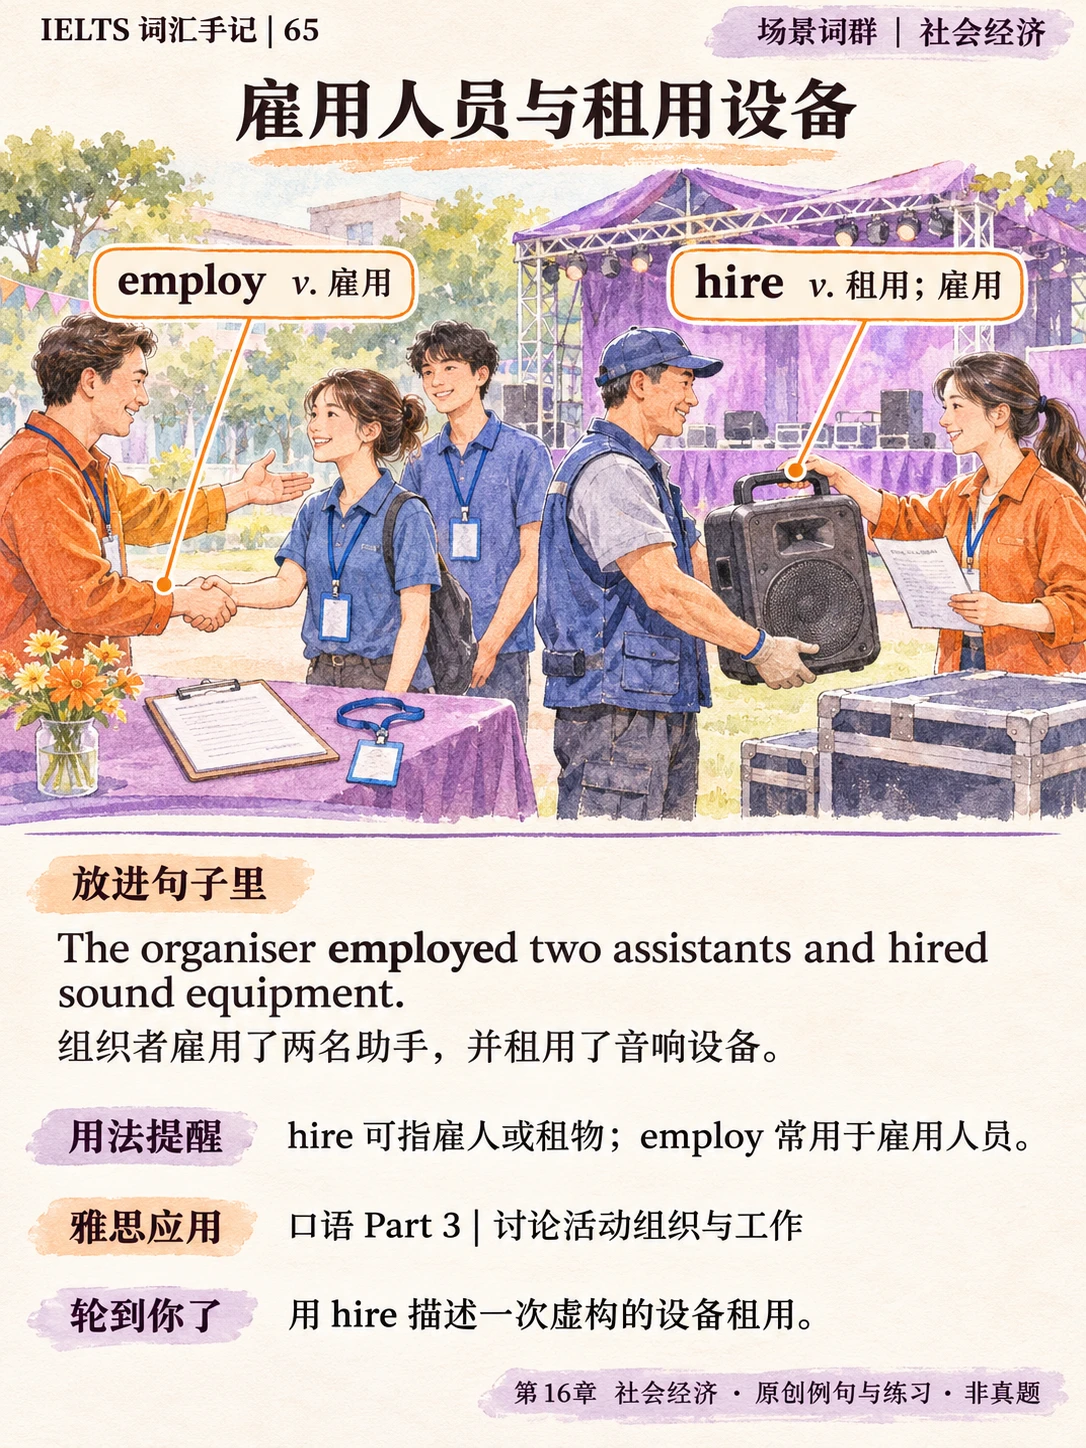 IELTS 词汇手记 | 65
场景词群 | 社会经济
雇用人员与租用设备
employ v. 雇用
hire v. 租用；雇用
放进句子里
The organiser employed two assistants and hired
sound equipment.
组织者雇用了两名助手，并租用了音响设备。
用法提醒 hire 可指雇人或租物；employ 常用于雇用人员。
雅思应用 口语 Part 3 | 讨论活动组织与工作
轮到你了 用 hire 描述一次虚构的设备租用。
第 16章 社会经济 · 原创例句与练习 · 非真题